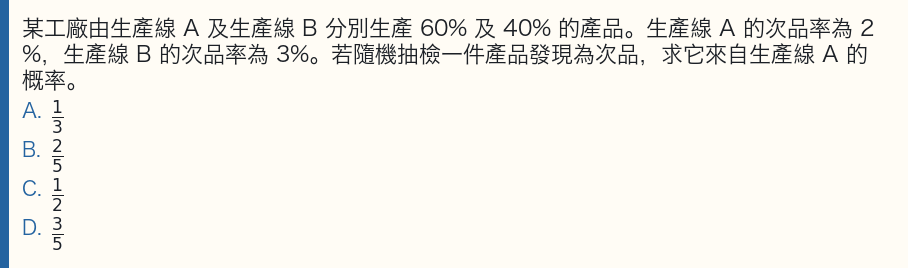 某工廠由生產線 A 及生產線 B 分別生產 60% 及 40% 的產品。生產線 A 的次品率為 2
%，生產線 B 的次品率為 3%。若隨機抽檢一件產品發現為次品，求它來自生產線 A 的
概率。
A. 1/3
B. 2/5
C. 1/2
D. 3/5